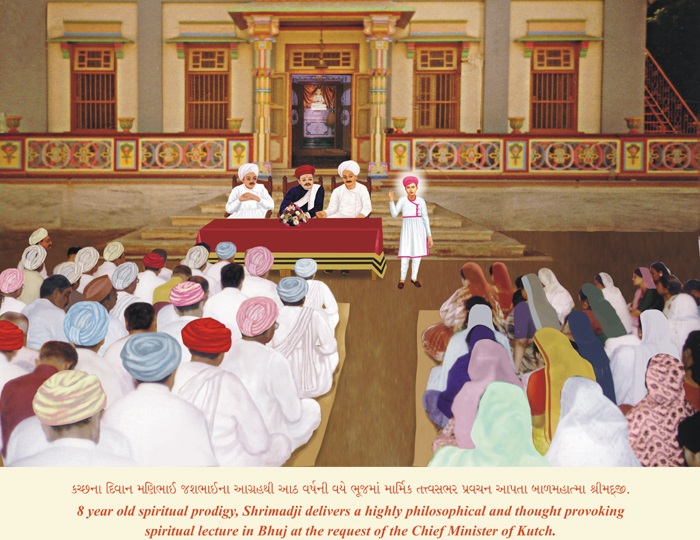 કચ્છના દિવાન મણિભાઈ જશભાઈના આગ્રહથી આઠ વર્ષની વયે ભૂજમાં માર્મિક તત્ત્વસભર પ્રવચન આપતા બાળમહાત્મા શ્રીમદ્જી.
8 year old spiritual prodigy, Shrimadji delivers a highly philosophical and thought provoking
spiritual lecture in Bhuj at the request of the Chief Minister of Kutch.